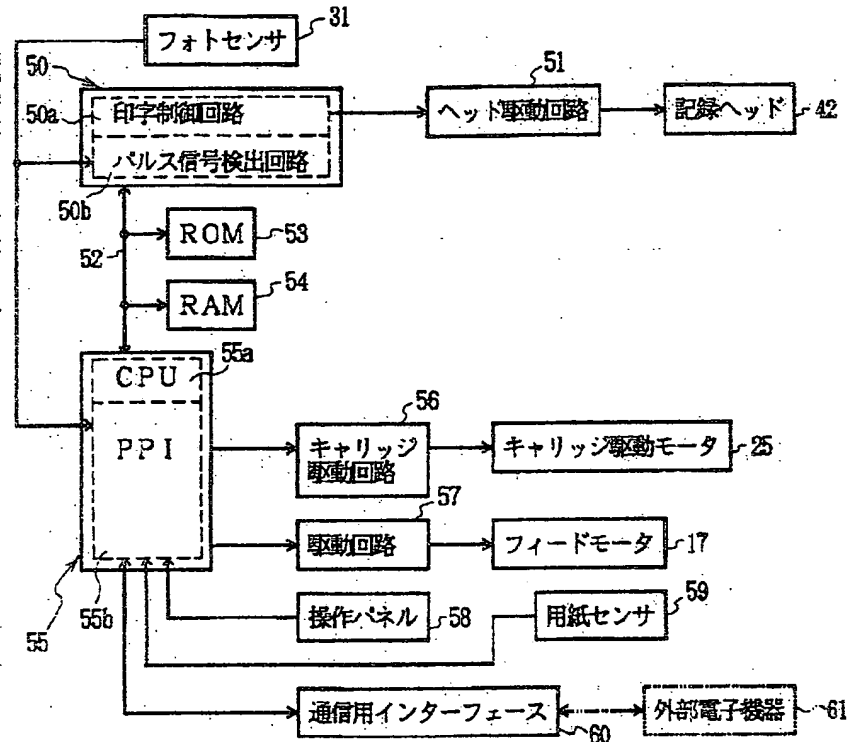 フォトセンサ
31
50
51
50a
印字制御回路
ヘッド駆動回路
記録ヘッド
42
パルス信号検出回路
50b
52
ROM
53
54
RAM
55a
CPU
PPI
56
キャリッジ
駆動回路
キャリッジ駆動モータ
25
57
駆動回路
フィードモータ
17
55
55b
操作パネル
58
用紙センサ
59
通信用インターフェース
60
外部電子機器
61